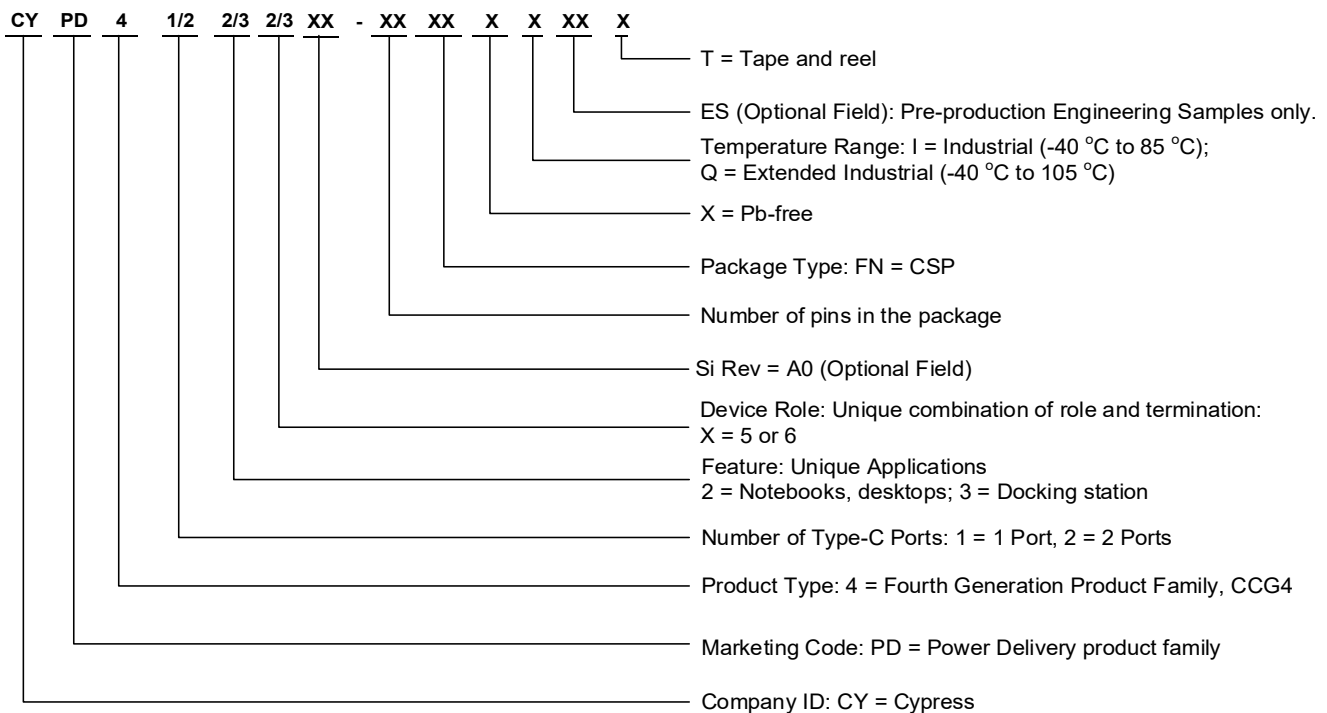 CY PD 4 1/2 2/3 2/3 XX - XX XX X X XX X
T = Tape and reel
ES (Optional Field): Pre-production Engineering Samples only.
Temperature Range: I = Industrial (-40 °C to 85 °C);
Q = Extended Industrial (-40 °C to 105 °C)
X = Pb-free
Package Type: FN = CSP
Number of pins in the package
Si Rev = A0 (Optional Field)
Device Role: Unique combination of role and termination:
X = 5 or 6
Feature: Unique Applications
2 = Notebooks, desktops; 3 = Docking station
Number of Type-C Ports: 1 = 1 Port, 2 = 2 Ports
Product Type: 4 = Fourth Generation Product Family, CCG4
Marketing Code: PD = Power Delivery product family
Company ID: CY = Cypress